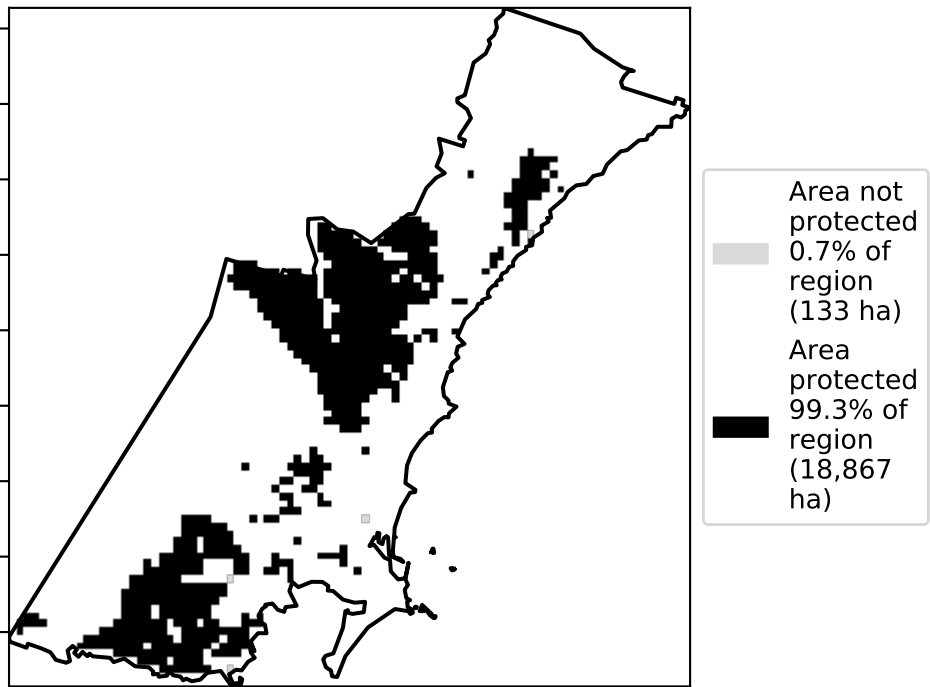 Area not
protected
0.7% of
region
(133 ha)
Area
protected
99.3% of
region
(18,867
ha)